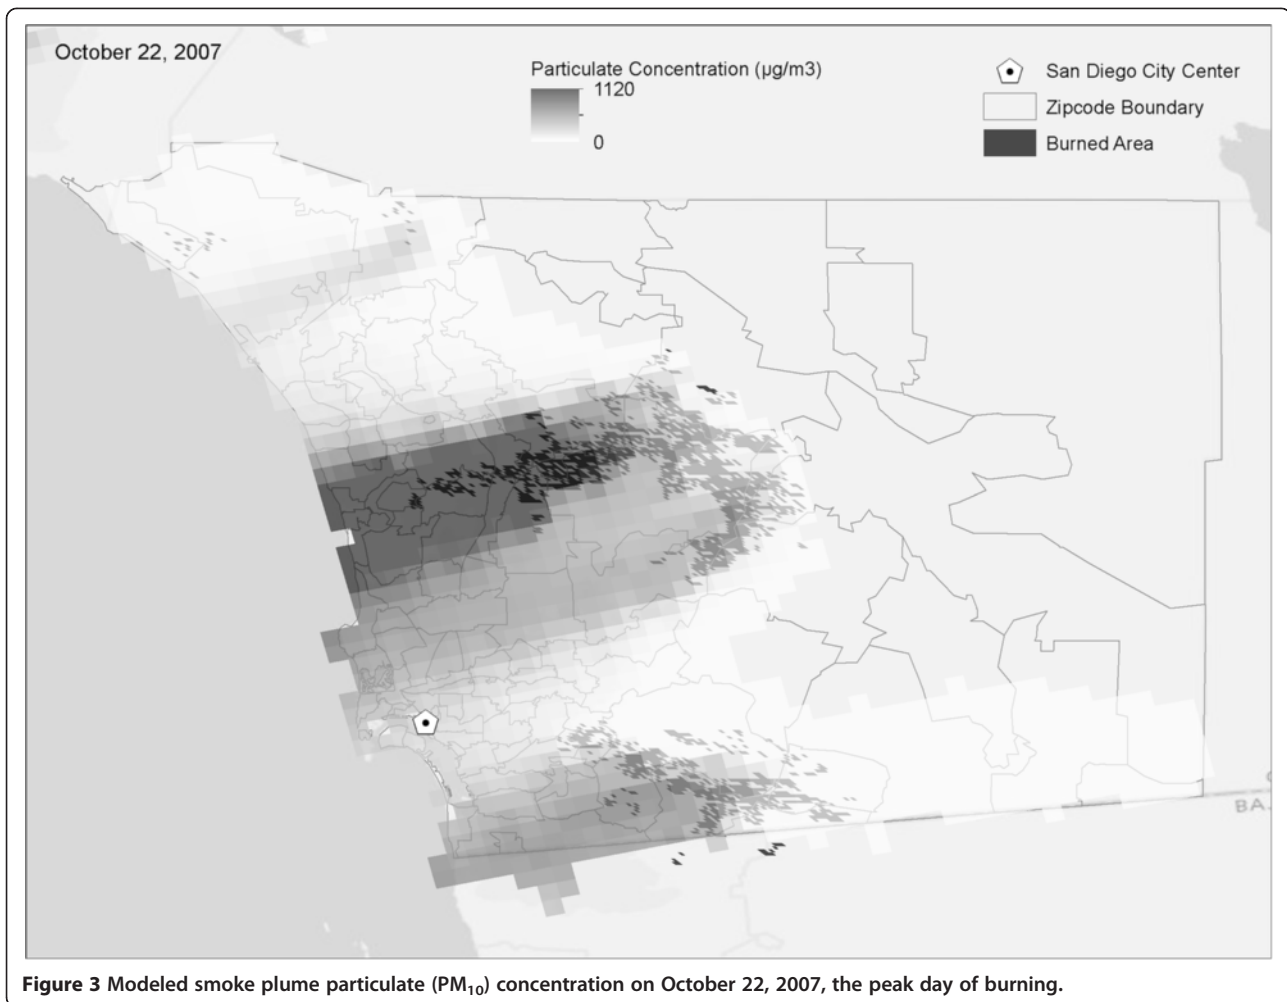 October 22, 2007
Particulate Concentration (µg/m3)
1120
0
San Diego City Center
Zipcode Boundary
Burned Area
BA.
Figure 3 Modeled smoke plume particulate (PM10) concentration on October 22, 2007, the peak day of burning.